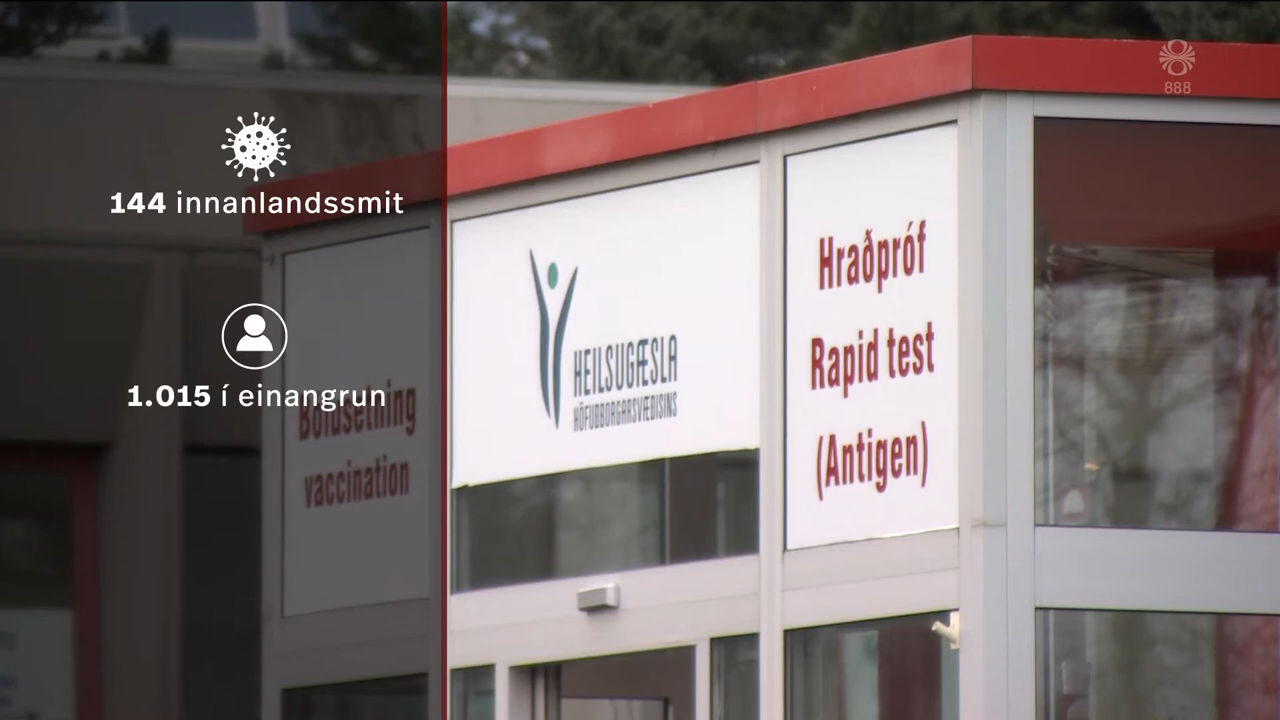 144 innanlandssmit
1.015 í einangrun
Bólusetning
vaccination
HEILSUGÆSLA
HÖFUÐBORGARSVÆÐISINS
Hraðpróf
Rapid test
(Antigen)
888